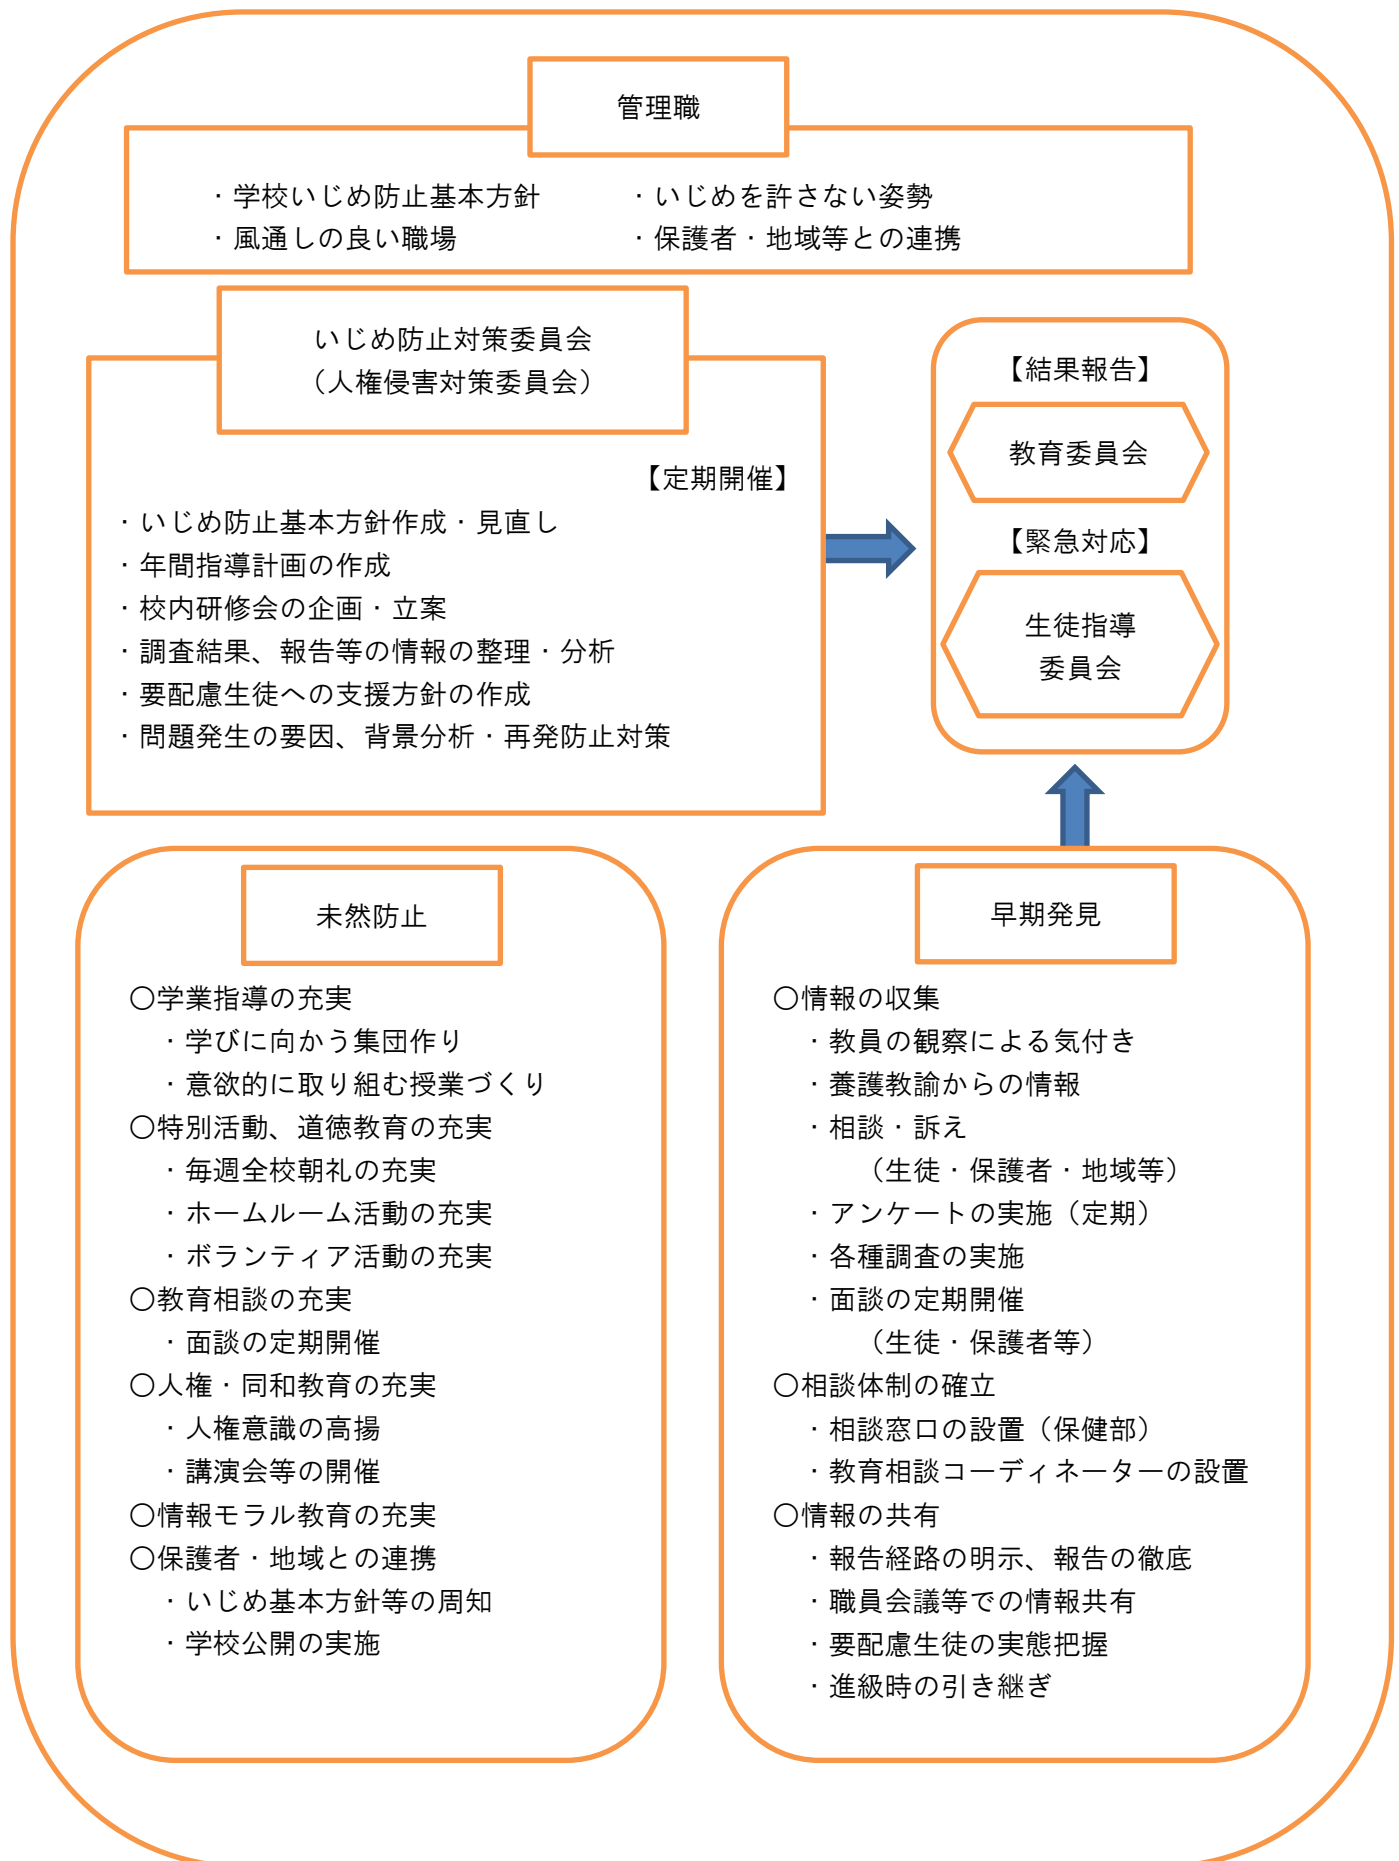 管理職
・学校いじめ防止基本方針　・いじめを許さない姿勢
・風通しの良い職場　・保護者・地域等との連携
いじめ防止対策委員会
（人権侵害対策委員会）
【定期開催】
・いじめ防止基本方針作成・見直し
・年間指導計画の作成
・校内研修会の企画・立案
・調査結果、報告等の情報の整理・分析
・要配慮生徒への支援方針の作成
・問題発生の要因、背景分析・再発防止対策
【結果報告】
教育委員会
【緊急対応】
生徒指導
委員会
未然防止
〇学業指導の充実
・学びに向かう集団作り
・意欲的に取り組む授業づくり
〇特別活動、道徳教育の充実
・毎週全校朝礼の充実
・ホームルーム活動の充実
・ボランティア活動の充実
〇教育相談の充実
・面談の定期開催
〇人権・同和教育の充実
・人権意識の高揚
・講演会等の開催
〇情報モラル教育の充実
〇保護者・地域との連携
・いじめ基本方針等の周知
・学校公開の実施
早期発見
〇情報の収集
・教員の観察による気付き
・養護教諭からの情報
・相談・訴え
（生徒・保護者・地域等）
・アンケートの実施（定期）
・各種調査の実施
・面談の定期開催
（生徒・保護者等）
〇相談体制の確立
・相談窓口の設置（保健部）
・教育相談コーディネーターの設置
〇情報の共有
・報告経路の明示、報告の徹底
・職員会議等での情報共有
・要配慮生徒の実態把握
・進級時の引き継ぎ